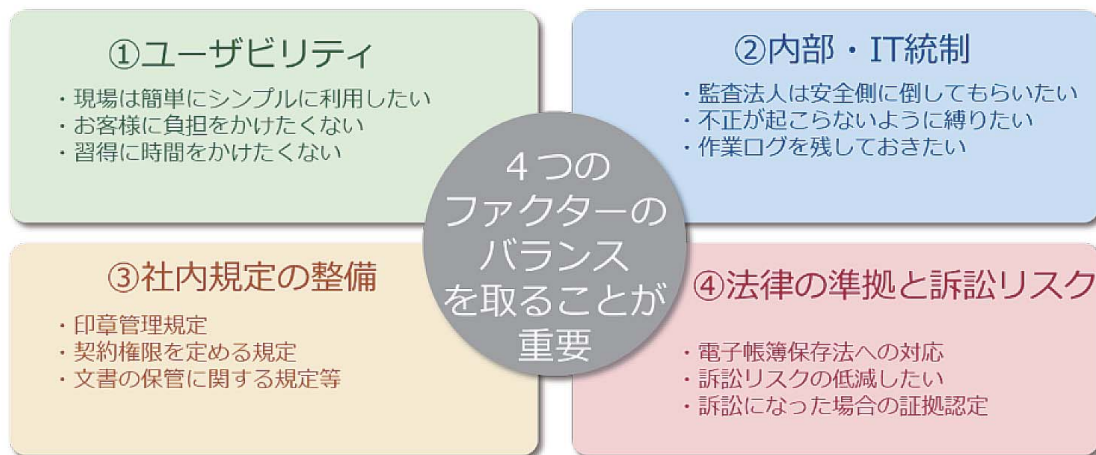 ①ユーザビリティ
・現場は簡単にシンプルに利用したい
・お客様に負担をかけたくない
・習得に時間をかけたくない
②内部・IT統制
・監査法人は安全側に倒してもらいたい
・不正が起こらないように縛りたい
・作業ログを残しておきたい
４つの
ファクターの
バランス
を取ることが
重要
③社内規定の整備
・印章管理規定
・契約権限を定める規定
・文書の保管に関する規定等
④法律の準拠と訴訟リスク
・電子帳簿保存法への対応
・訴訟リスクの低減したい
・訴訟になった場合の証拠認定